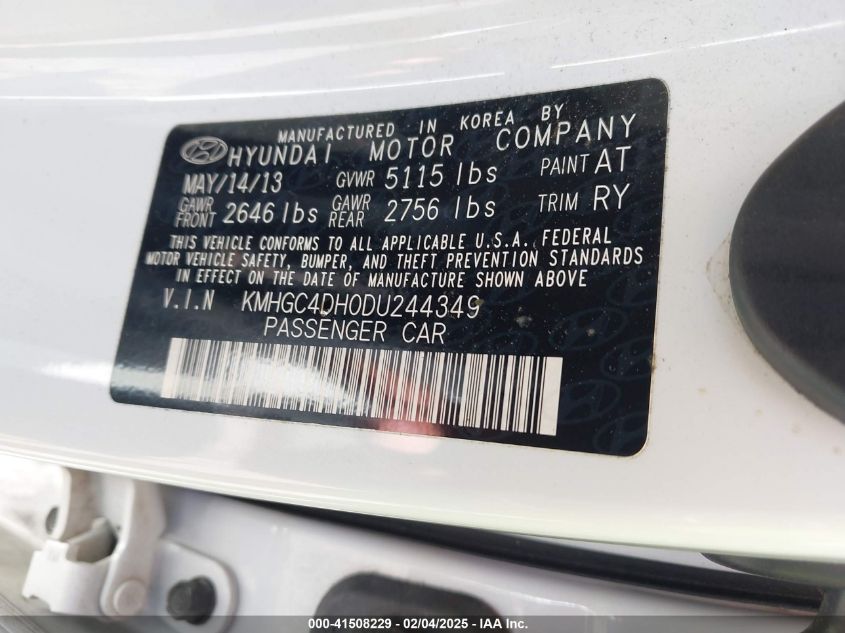 MANUFACTURED IN KOREA BY
HYUNDAI MOTOR COMPANY
MAY/14/13 GVWR 5115 lbs PAINT AT
GAWR FRONT 2646 lbs GAWR REAR 2756 lbs TRIM RY
THIS VEHICLE CONFORMS TO ALL APPLICABLE U.S.A. FEDERAL
MOTOR VEHICLE SAFETY, BUMPER, AND THEFT PREVENTION STANDARDS
IN EFFECT ON THE DATE OF MANUFACTURE SHOWN ABOVE
V.I.N KMHGC4DH0DU244349
PASSENGER CAR
000-41508229 - 02/04/2025 - IAA Inc.